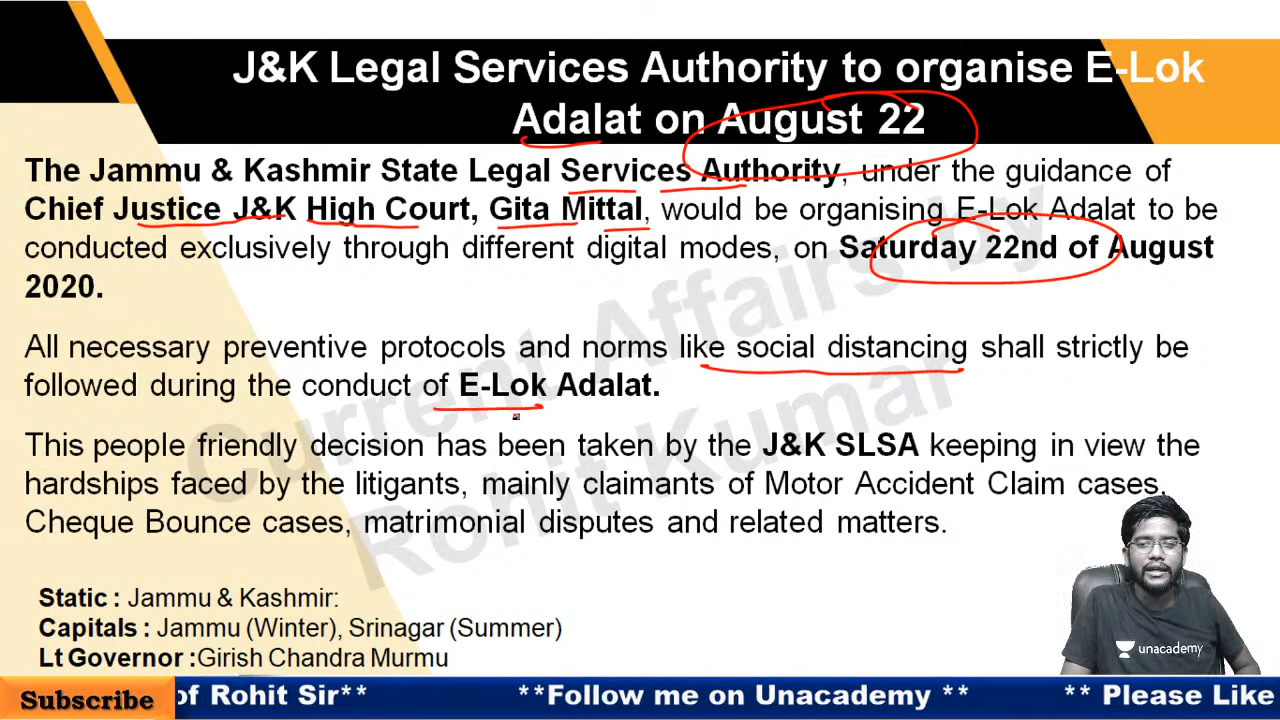 J&K Legal Services Authority to organise E-Lok
Adalat on August 22
The Jammu & Kashmir State Legal Services Authority, under the guidance of
Chief Justice J&K High Court, Gita Mittal, would be organising E-Lok Adalat to be
conducted exclusively through different digital modes, on Saturday 22nd of August
2020.
All necessary preventive protocols and norms like social distancing shall strictly be
followed during the conduct of E-Lok Adalat.
This people friendly decision has been taken by the J&K SLSA keeping in view the
hardships faced by the litigants, mainly claimants of Motor Accident Claim cases,
Cheque Bounce cases, matrimonial disputes and related matters.
Current Affairs by
Rohit Kumar
Static : Jammu & Kashmir:
Capitals : Jammu (Winter), Srinagar (Summer)
Lt Governor :Girish Chandra Murmu
unacademy
Subscribe
of Rohit Sir** **Follow me on Unacademy ** ** Please Like